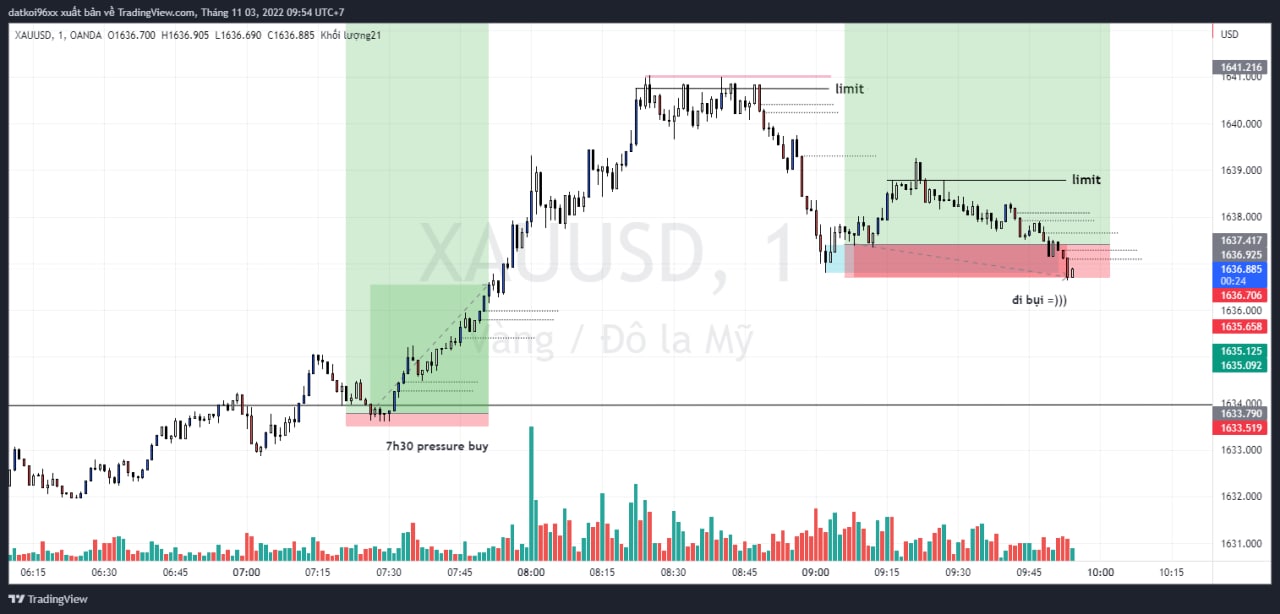 datkoi96xx xuất bản về TradingView.com, Tháng 11 03, 2022 09:54 UTC+7
XAUUSD, 1, OANDA O1636.700 H1636.905 L1636.690 C1636.885 Khối lượng21
USD
1641.216
1641.000
limit
1640.000
1639.000
limit
1638.000
XAUUSD, 1
1637.417
1636.925
1636.885
00:24
1636.706
đi bụi =)))
1636.000
1635.658
Vàng / Đô la Mỹ
1635.125
1635.092
1634.000
1633.790
1633.519
7h30 pressure buy
1633.000
1632.000
1631.000
06:15 06:30 06:45 07:00 07:15 07:30 07:45 08:00 08:15 08:30 08:45 09:00 09:15 09:30 09:45 10:00 10:15
TradingView